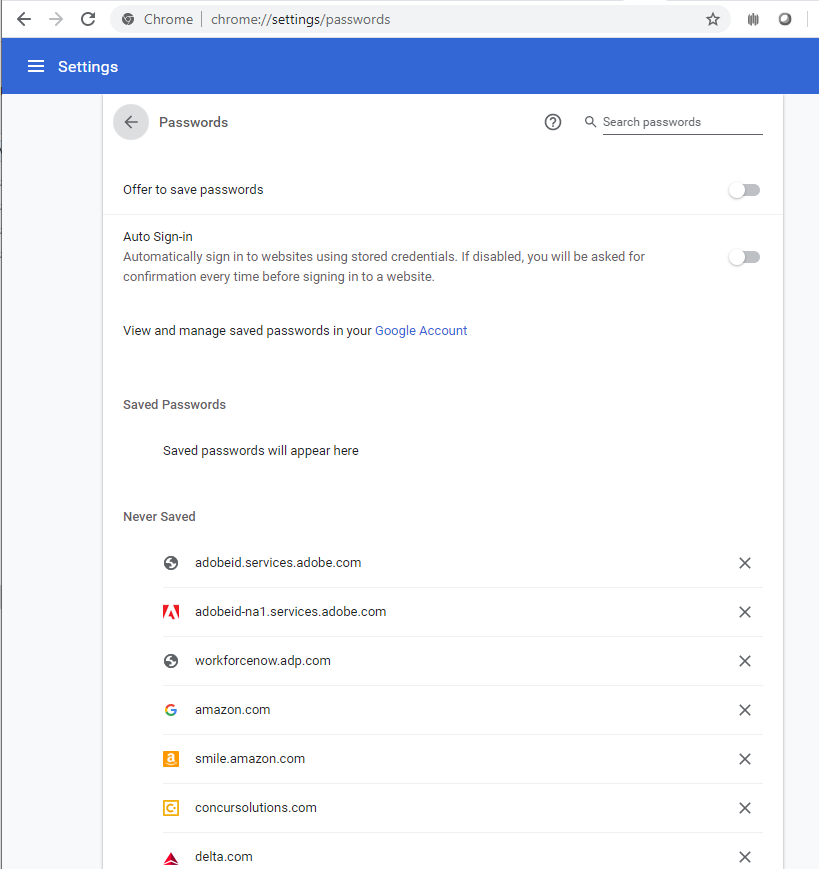 Chrome chrome://settings/passwords
Settings
Passwords
Search passwords
Offer to save passwords
Auto Sign-in
Automatically sign in to websites using stored credentials. If disabled, you will be asked for
confirmation every time before signing in to a website.
View and manage saved passwords in your Google Account
Saved Passwords
Saved passwords will appear here
Never Saved
adobeid.services.adobe.com
adobeid-na1.services.adobe.com
workforcenow.adp.com
amazon.com
smile.amazon.com
concursolutions.com
delta.com